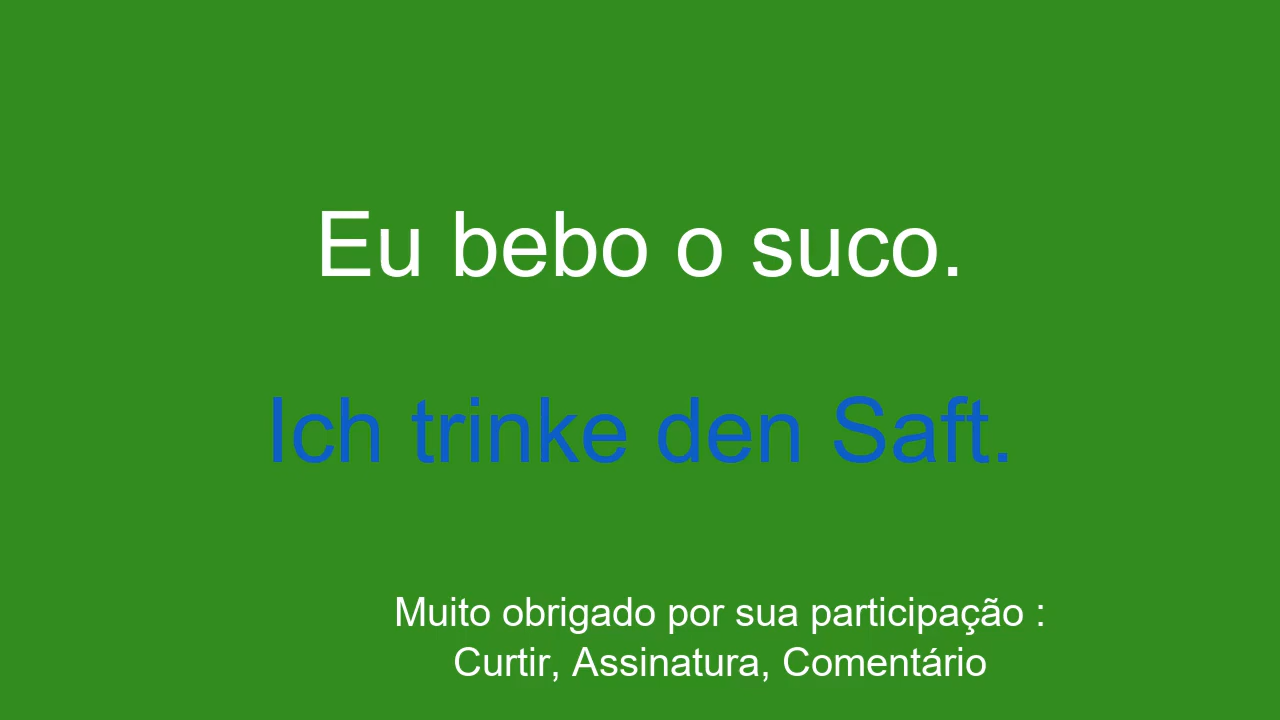 Eu bebo o suco.
Ich trinke den Saft.
Muito obrigado por sua participação :
Curtir, Assinatura, Comentário